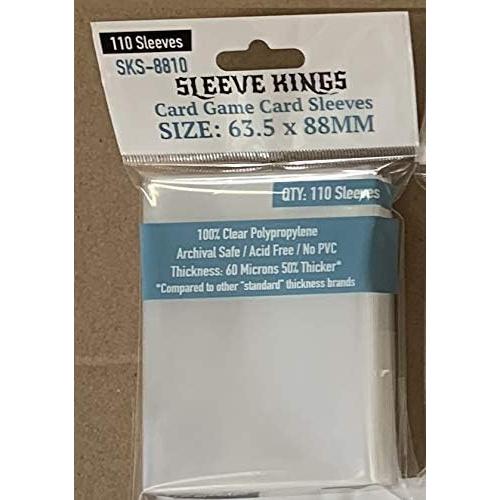 110 Sleeves
SKS-8810
SLEEVE KINGS
Card Game Card Sleeves
SIZE: 63.5 x 88MM
QTY: 110 Sleeves
100% Clear Polypropylene
Archival Safe / Acid Free / No PVC
Thickness: 60 Microns 50% Thicker*
*Compared to other "standard" thickness brands